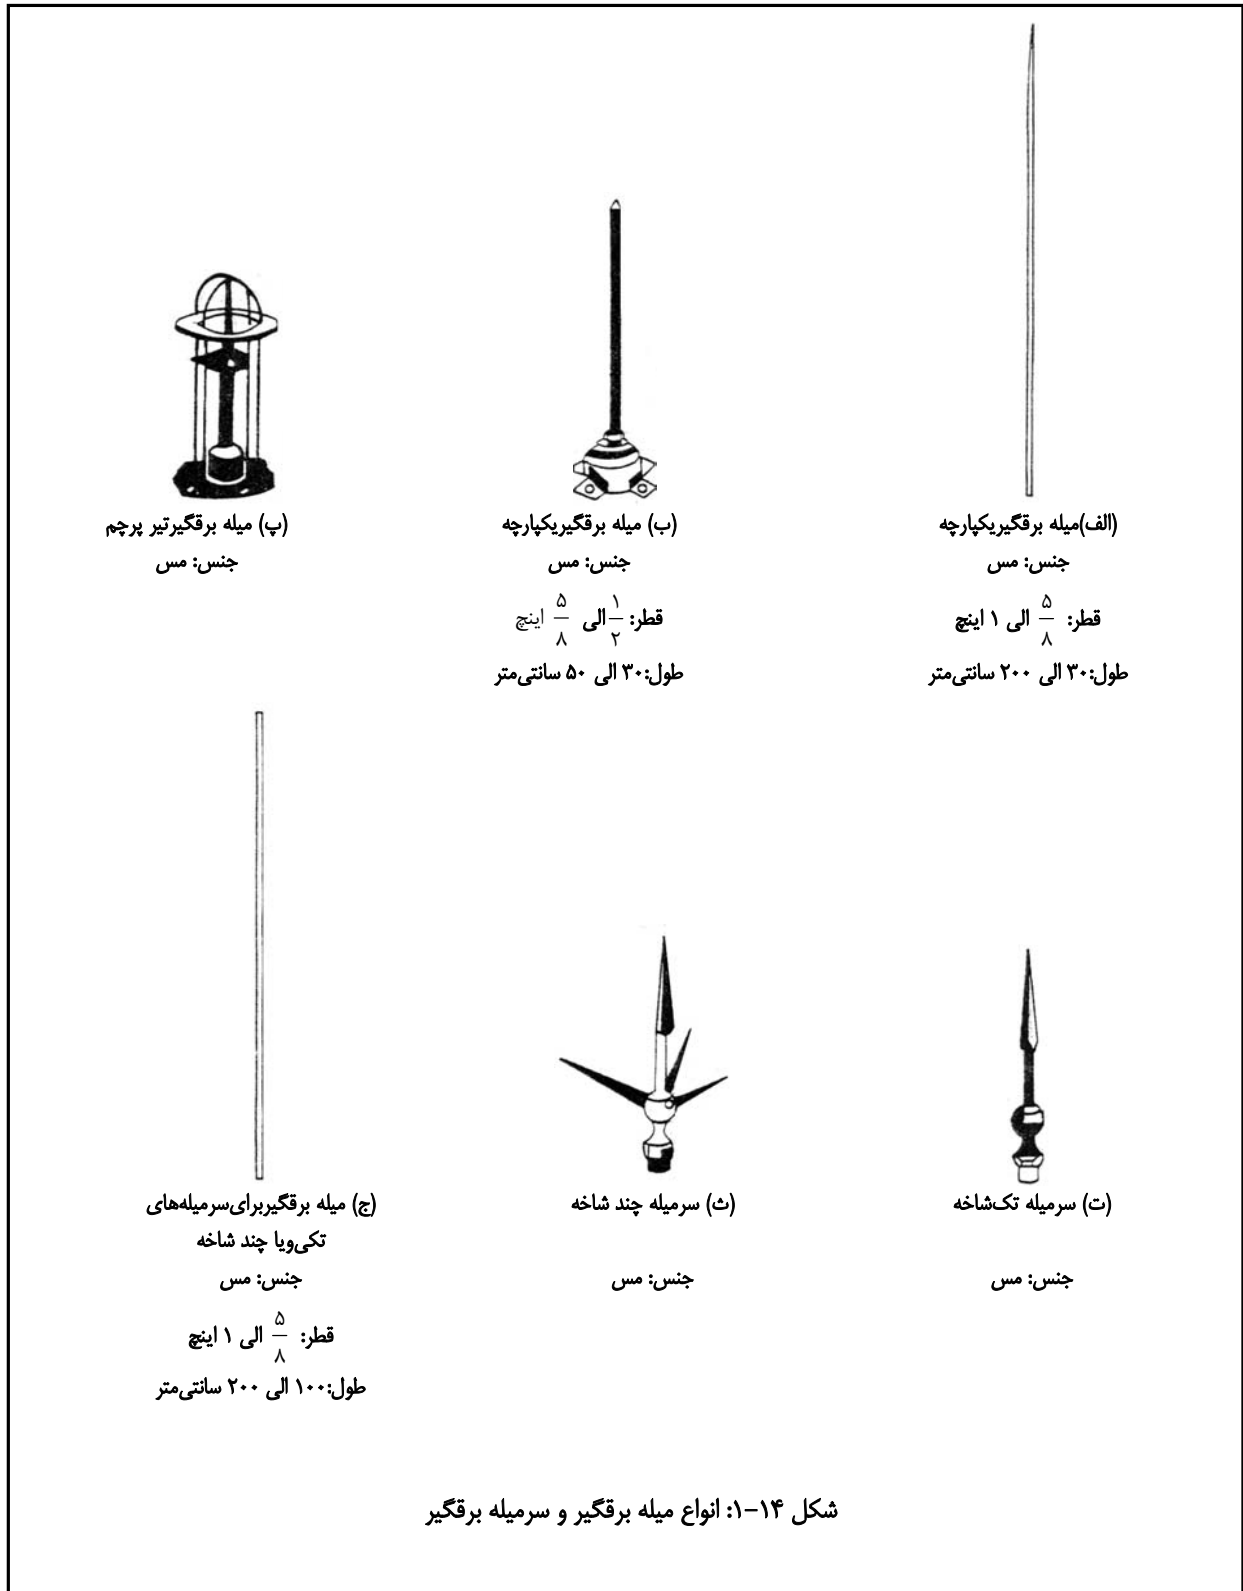 (الف)میله برقگیریکپارچه
جنس: مس
قطر: ۵/۸ الی ۱ اینچ
طول:۳۰ الی ۲۰۰ سانتی‌متر
(ب) میله برقگیریکپارچه
جنس: مس
قطر: ۱/۲ الی ۵/۸ اینچ
طول:۳۰ الی ۵۰ سانتی‌متر
(پ) میله برقگیرتیر پرچم
جنس: مس
(ت) سرمیله تک‌شاخه
جنس: مس
(ث) سرمیله چند شاخه
جنس: مس
(ج) میله برقگیربرای‌سرمیله‌های
تکی‌ویا چند شاخه
جنس: مس
قطر: ۵/۸ الی ۱ اینچ
طول:۱۰۰ الی ۲۰۰ سانتی‌متر
شکل ۱۴-۱: انواع میله برقگیر و سرمیله برقگیر